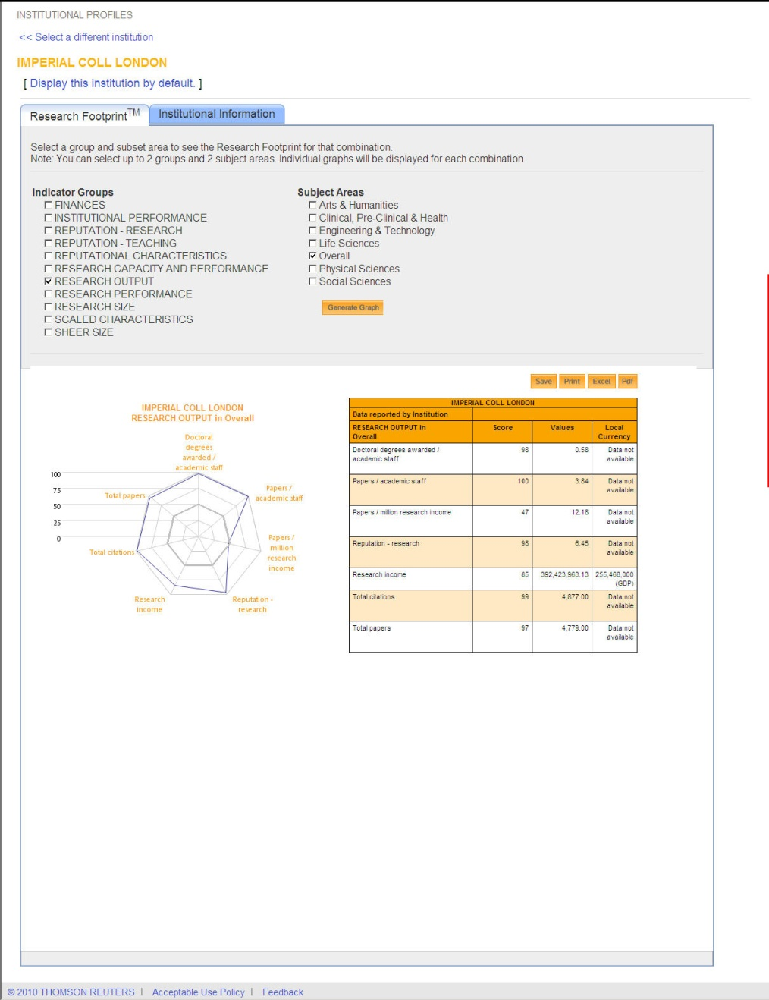 INSTITUTIONAL PROFILES
<< Select a different institution
IMPERIAL COLL LONDON
[ Display this institution by default. ]
Research Footprint™ Institutional Information
Select a group and subset area to see the Research Footprint for that combination.
Note: You can select up to 2 groups and 2 subject areas. Individual graphs will be displayed for each combination.
Indicator Groups
FINANCES
INSTITUTIONAL PERFORMANCE
REPUTATION - RESEARCH
REPUTATION - TEACHING
REPUTATIONAL CHARACTERISTICS
RESEARCH CAPACITY AND PERFORMANCE
RESEARCH OUTPUT
RESEARCH PERFORMANCE
RESEARCH SIZE
SCALED CHARACTERISTICS
SHEER SIZE
Subject Areas
Arts & Humanities
Clinical, Pre-Clinical & Health
Engineering & Technology
Life Sciences
Overall
Physical Sciences
Social Sciences
Generate Graph
Save Print Excel Pdf
IMPERIAL COLL LONDON
RESEARCH OUTPUT in Overall
Doctoral
degrees
awarded /
academic staff
Papers /
academic staff
Papers /
million
research
income
Reputation -
research
Research
income
Total citations
Total papers
100
75
50
25
0
IMPERIAL COLL LONDON
Data reported by Institution
RESEARCH OUTPUT in
Overall
Score Values Local
Currency
Doctoral degrees awarded /
academic staff
98 0.58 Data not
available
Papers / academic staff 100 3.84 Data not
available
Papers / million research income 47 12.18 Data not
available
Reputation - research 98 6.45 Data not
available
Research income 85 392,423,963.13 255,468,000
(GBP)
Total citations 99 4,877.00 Data not
available
Total papers 97 4,779.00 Data not
available
© 2010 THOMSON REUTERS | Acceptable Use Policy | Feedback